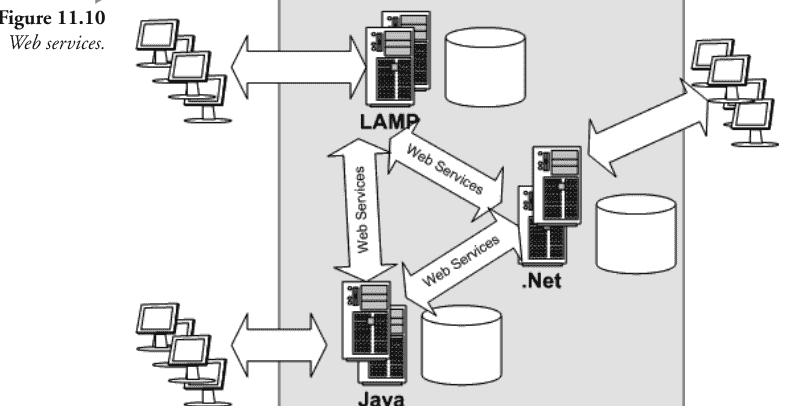 Figure 11.10
Web services.
LAMP
Web Services
Web Services
Web Services
.Net
Java